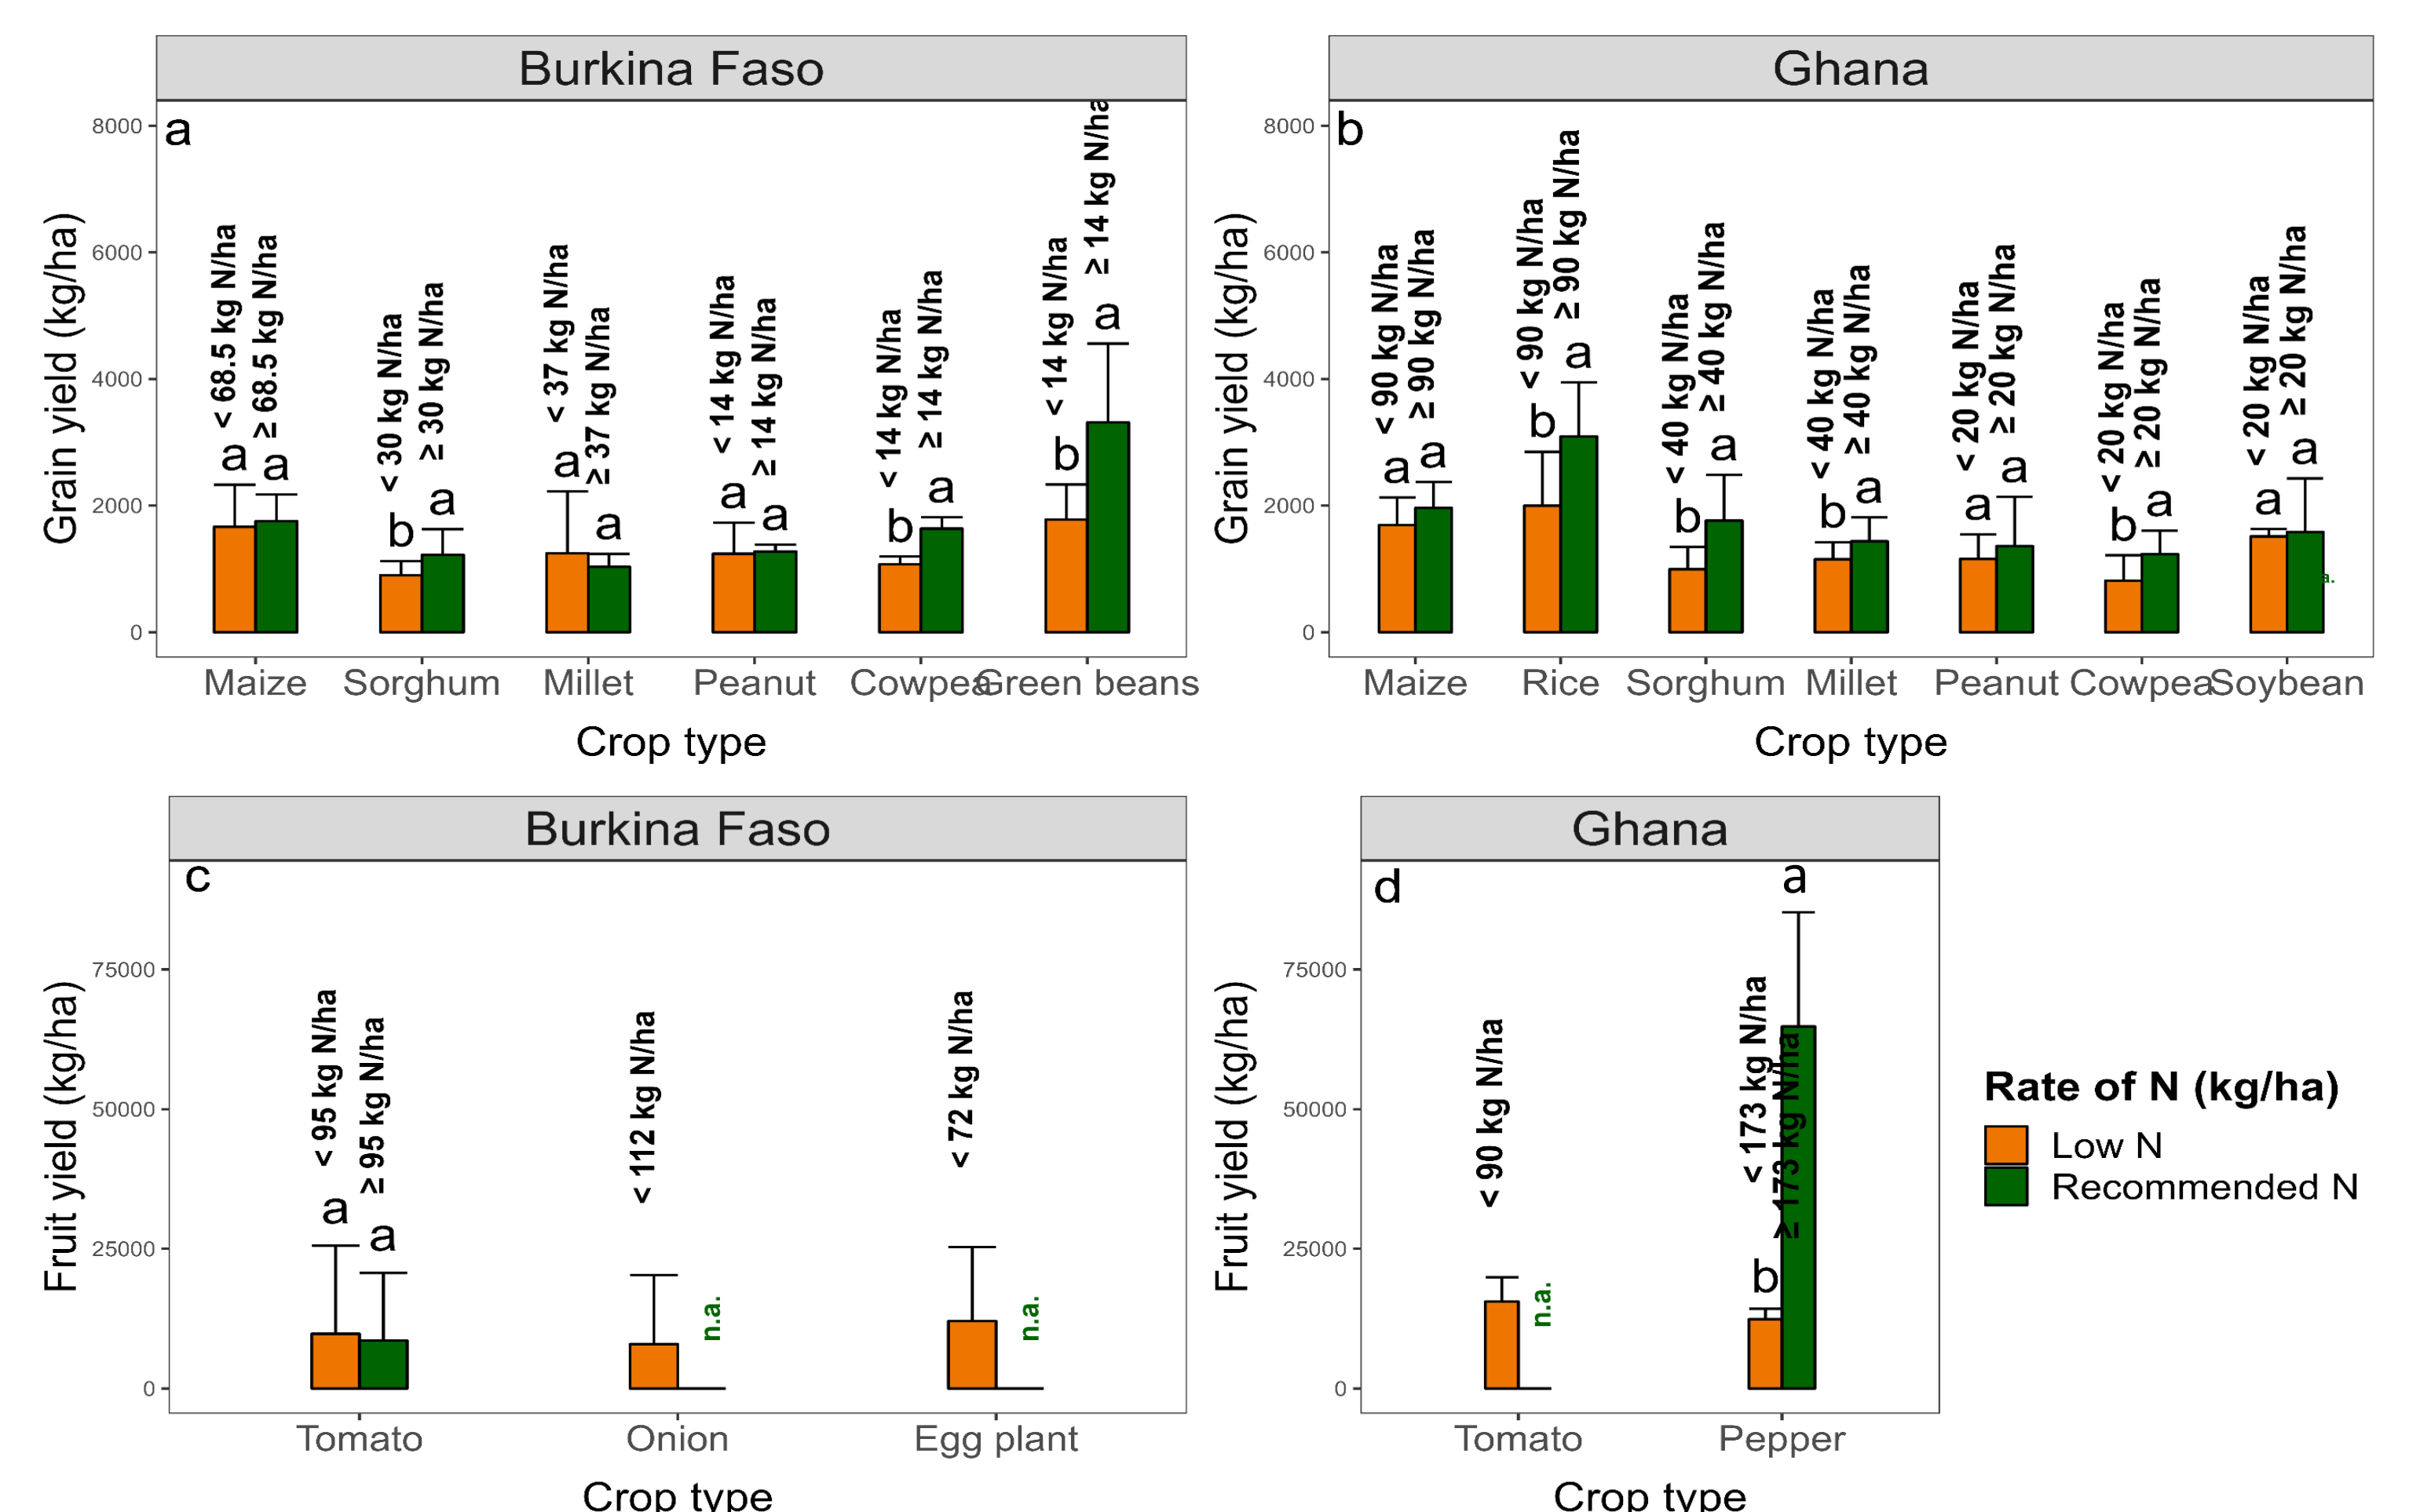 Burkina Faso
a
Grain yield (kg/ha)
8000
6000
4000
2000
0
< 68.5 kg N/ha
≥ 68.5 kg N/ha
< 30 kg N/ha
≥ 30 kg N/ha
< 37 kg N/ha
≥ 37 kg N/ha
< 14 kg N/ha
≥ 14 kg N/ha
< 14 kg N/ha
≥ 14 kg N/ha
< 14 kg N/ha
≥ 14 kg N/ha
a a b a a a a a b a b a
Maize Sorghum Millet Peanut Cowpea Green beans
Crop type
Ghana
b
Grain yield (kg/ha)
8000
6000
4000
2000
0
< 90 kg N/ha
≥ 90 kg N/ha
< 90 kg N/ha
≥ 90 kg N/ha
< 40 kg N/ha
≥ 40 kg N/ha
< 40 kg N/ha
≥ 40 kg N/ha
< 20 kg N/ha
≥ 20 kg N/ha
< 20 kg N/ha
≥ 20 kg N/ha
< 20 kg N/ha
≥ 20 kg N/ha
a a b a b a b a a a b a a a
a.
Maize Rice Sorghum Millet Peanut Cowpea Soybean
Crop type
Burkina Faso
c
Fruit yield (kg/ha)
75000
50000
25000
0
< 95 kg N/ha
≥ 95 kg N/ha
< 112 kg N/ha
< 72 kg N/ha
a a
n.a.
n.a.
Tomato Onion Egg plant
Crop type
Ghana
d
Fruit yield (kg/ha)
75000
50000
25000
0
< 90 kg N/ha
n.a.
< 173 kg N/ha
≥ 173 kg N/ha
b a
Tomato Pepper
Crop type
Rate of N (kg/ha)
Low N
Recommended N